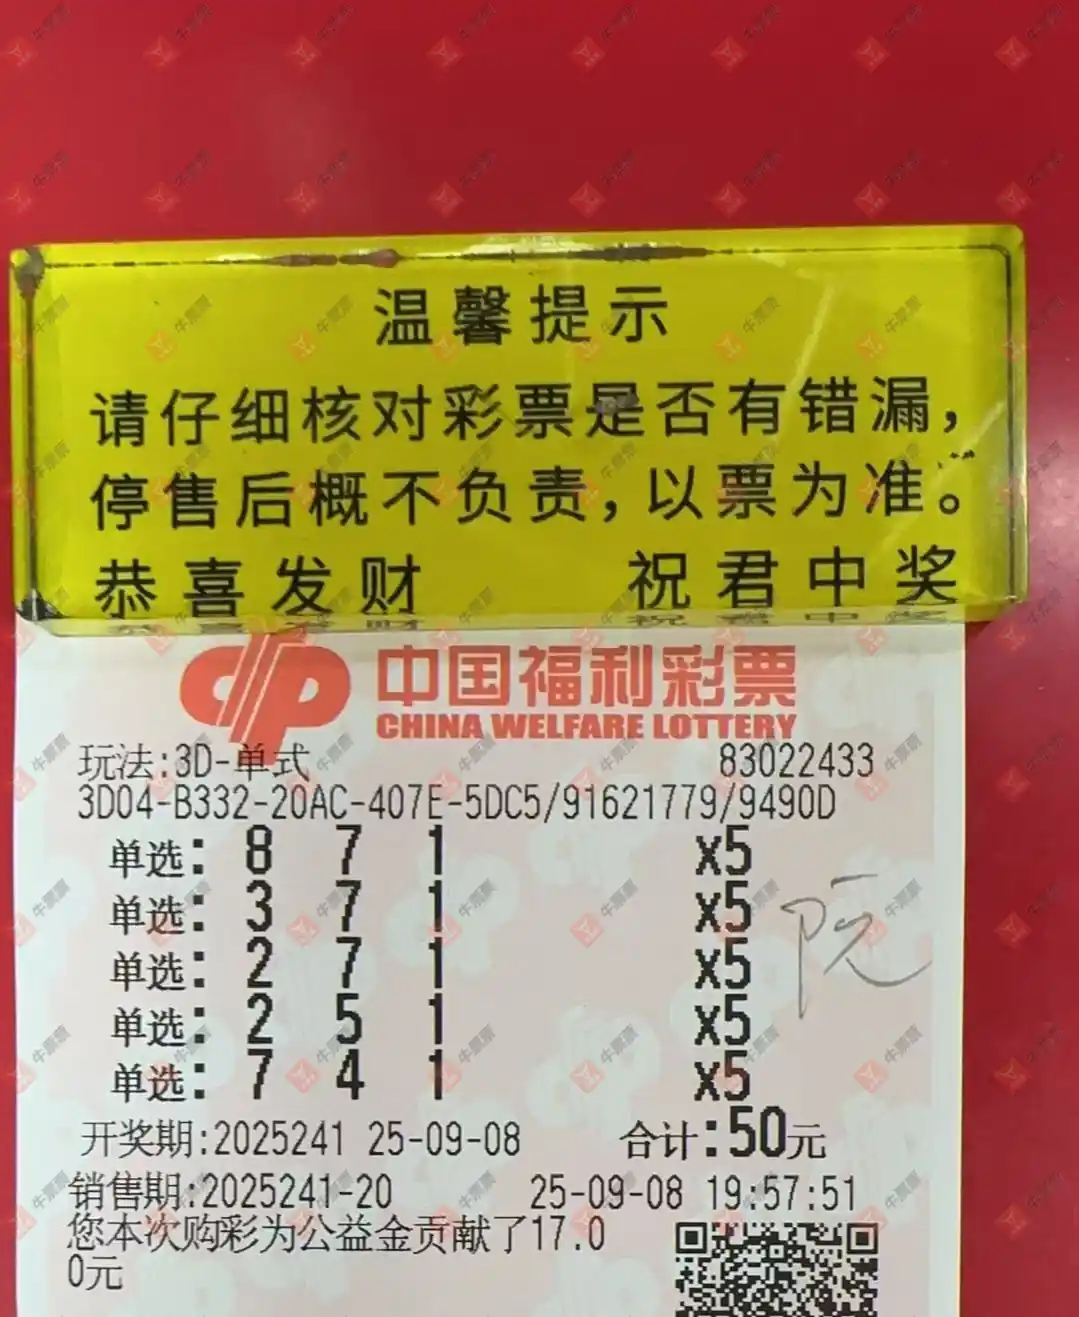 温馨提示
请仔细核对彩票是否有错漏，
停售后概不负责，以票为准。
恭喜发财 祝君中奖
中国福利彩票
CHINA WELFARE LOTTERY
玩法:3D-单式 83022433
3D04-B332-20AC-407E-5DC5/91621779/9490D
单选: 8 7 1 x5
单选: 3 7 1 x5
单选: 2 7 1 x5
单选: 2 5 1 x5
单选: 7 4 1 x5
阮
开奖期:2025241 25-09-08 合计:50元
销售期:2025241-20 25-09-08 19:57:51
您本次购彩为公益金贡献了17.0
0元
牛票票